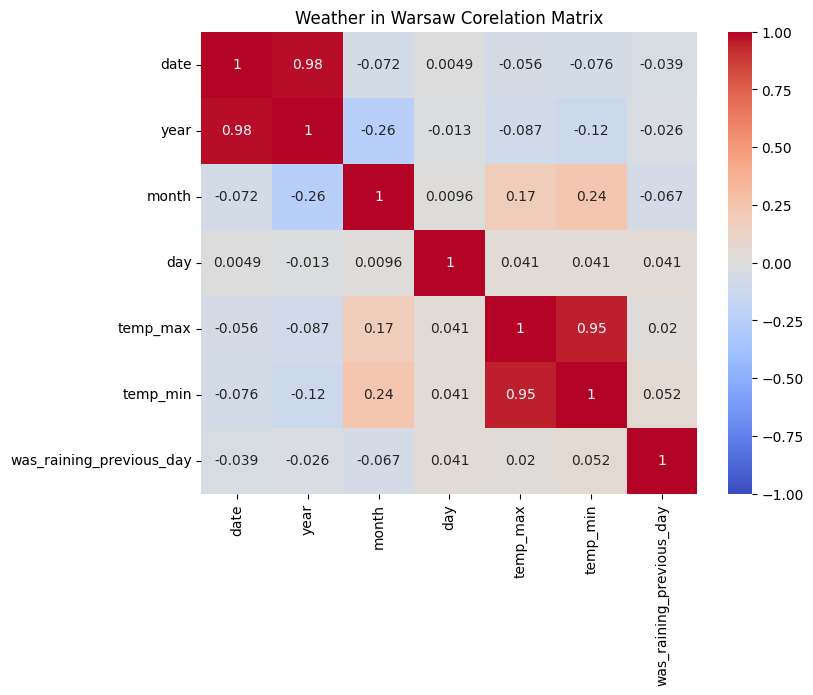 Weather in Warsaw Corelation Matrix
date 1 0.98 -0.072 0.0049 -0.056 -0.076 -0.039
year 0.98 1 -0.26 -0.013 -0.087 -0.12 -0.026
month -0.072 -0.26 1 0.0096 0.17 0.24 -0.067
day 0.0049 -0.013 0.0096 1 0.041 0.041 0.041
temp_max -0.056 -0.087 0.17 0.041 1 0.95 0.02
temp_min -0.076 -0.12 0.24 0.041 0.95 1 0.052
was_raining_previous_day -0.039 -0.026 -0.067 0.041 0.02 0.052 1
date
year
month
day
temp_max
temp_min
was_raining_previous_day
1.00
0.75
0.50
0.25
0.00
−0.25
−0.50
−0.75
−1.00